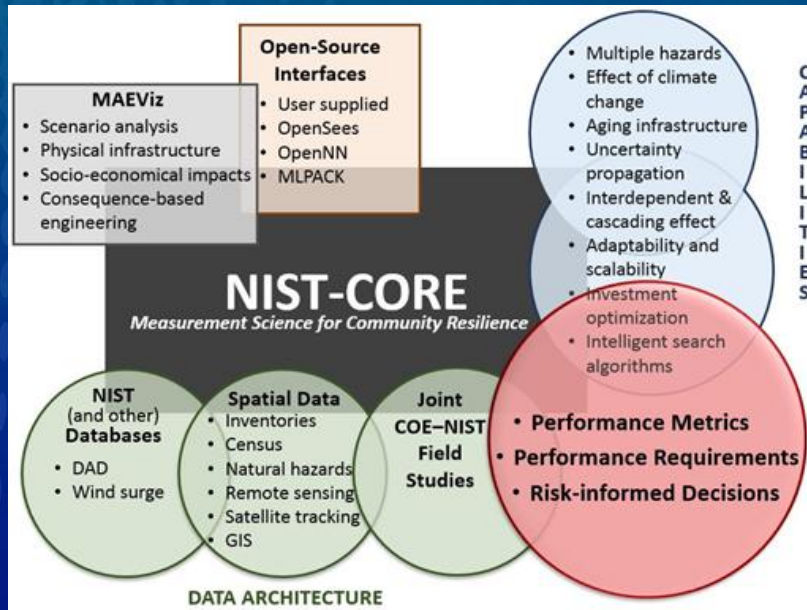 Open-Source
Interfaces
• User supplied
• OpenSees
• OpenNN
• MLPACK
MAEViz
• Scenario analysis
• Physical infrastructure
• Socio-economical impacts
• Consequence-based
engineering
• Multiple hazards
• Effect of climate
change
• Aging infrastructure
• Uncertainty
propagation
• Interdependent &
cascading effect
• Adaptability and
scalability
• Investment
optimization
• Intelligent search
algorithms
CAPABILITIES
NIST-CORE
Measurement Science for Community Resilience
NIST
(and other)
Databases
• DAD
• Wind surge
Spatial Data
• Inventories
• Census
• Natural hazards
• Remote sensing
• Satellite tracking
• GIS
Joint
COE–NIST
Field
Studies
• Performance Metrics
• Performance Requirements
• Risk-informed Decisions
DATA ARCHITECTURE